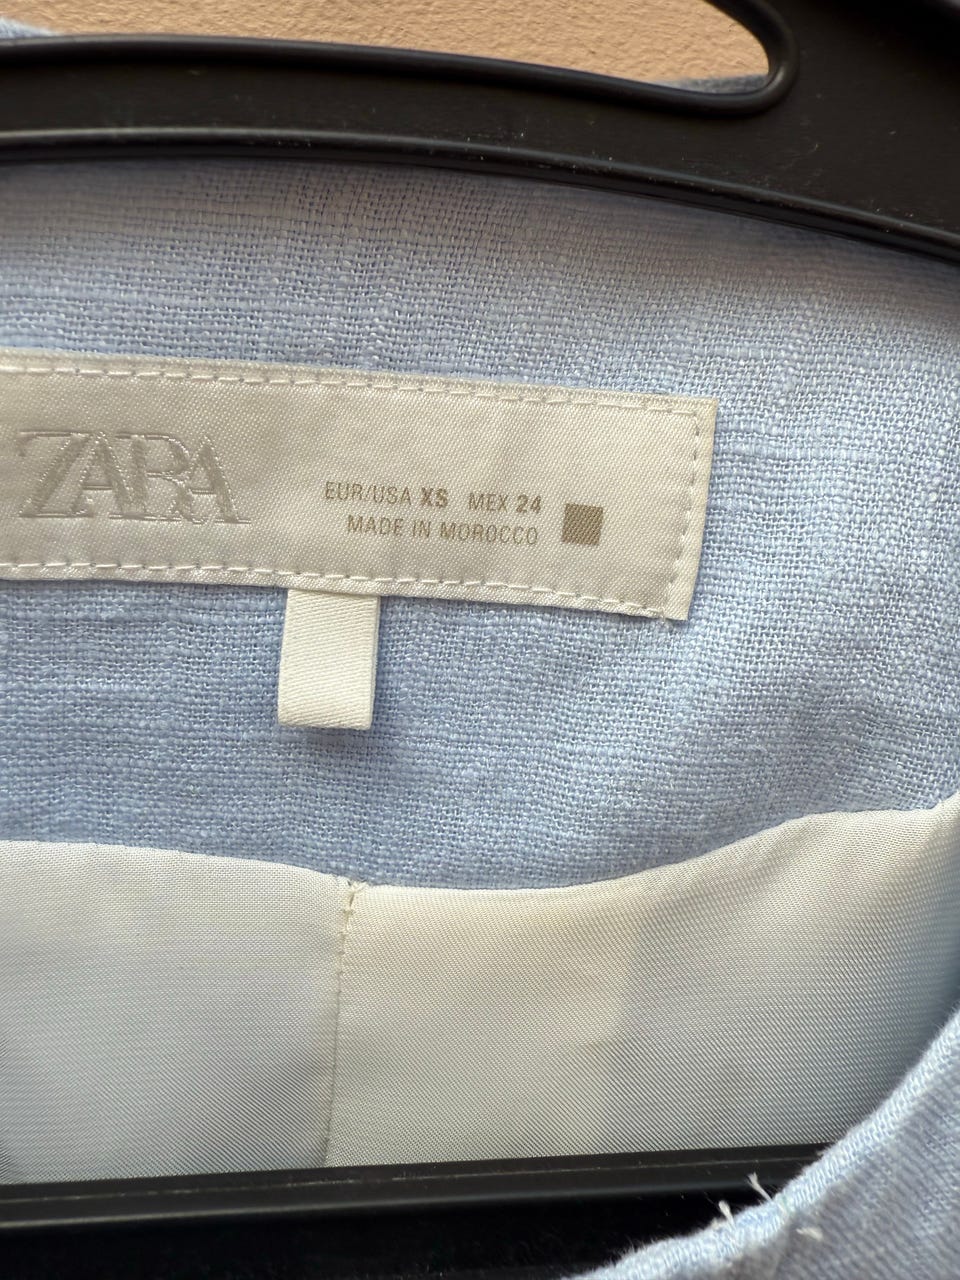 ZARA
EUR/USA XS MEX 24
MADE IN MOROCCO